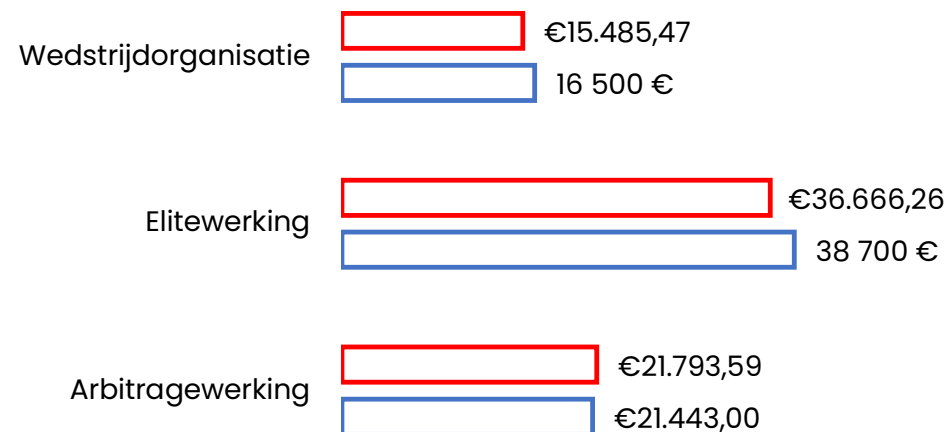 €15.485,47
Wedstrijdorganisatie
16 500 €
€36.666,26
Elitewerking
38 700 €
€21.793,59
Arbitragewerking
€21.443,00